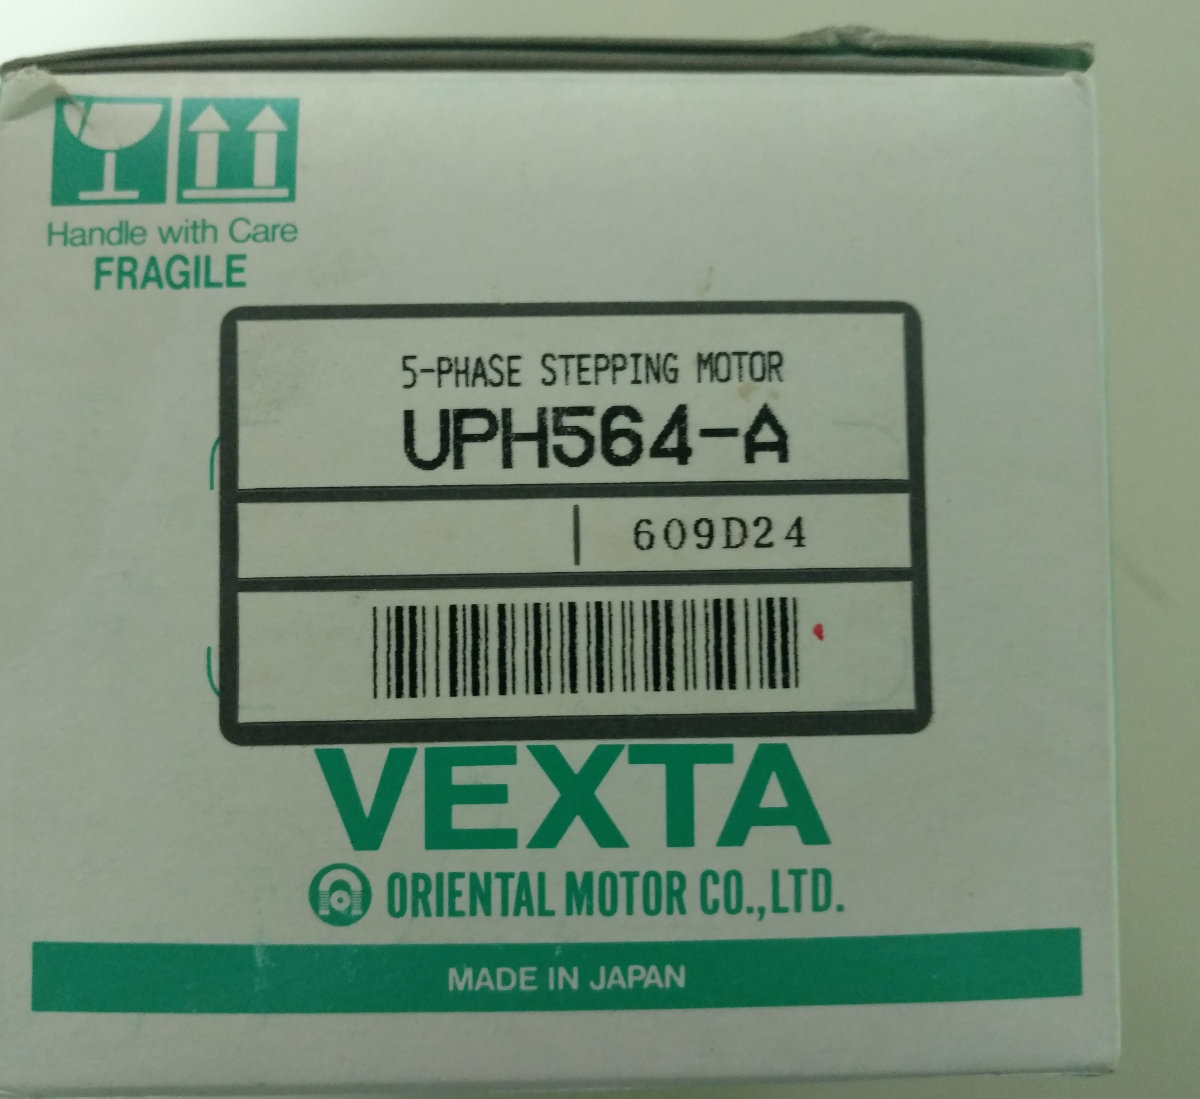 Handle with Care
FRAGILE
5-PHASE STEPPING MOTOR
UPH564-A
609D24
VEXTA
ORIENTAL MOTOR CO.,LTD.
MADE IN JAPAN